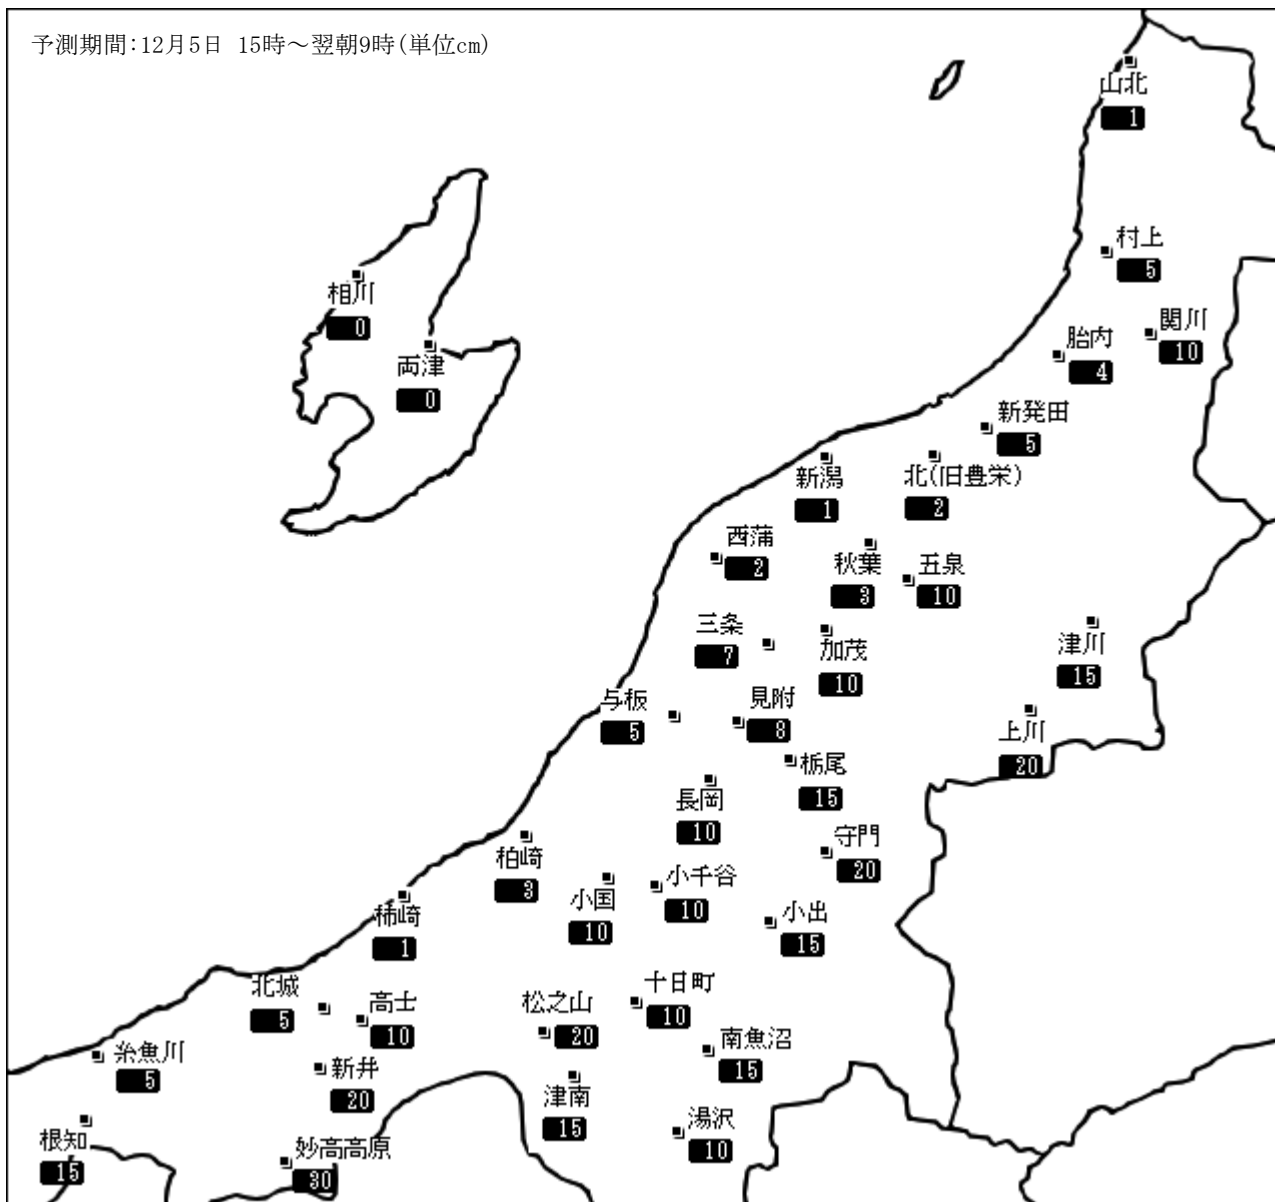 予測期間:12月5日 15時～翌朝9時(単位cm)
山北
1
村上
5
相川
0
関川
10
胎内
4
両津
0
新発田
5
新潟
1
北(旧豊栄)
2
西蒲
2
秋葉
3
五泉
10
三条
7
加茂
10
津川
15
与板
5
見附
8
上川
20
栃尾
15
長岡
10
守門
20
柏崎
3
小国
10
小千谷
10
小出
15
柿崎
1
北城
5
高士
10
松之山
20
十日町
10
南魚沼
15
糸魚川
5
新井
20
津南
15
湯沢
10
根知
15
妙高高原
30